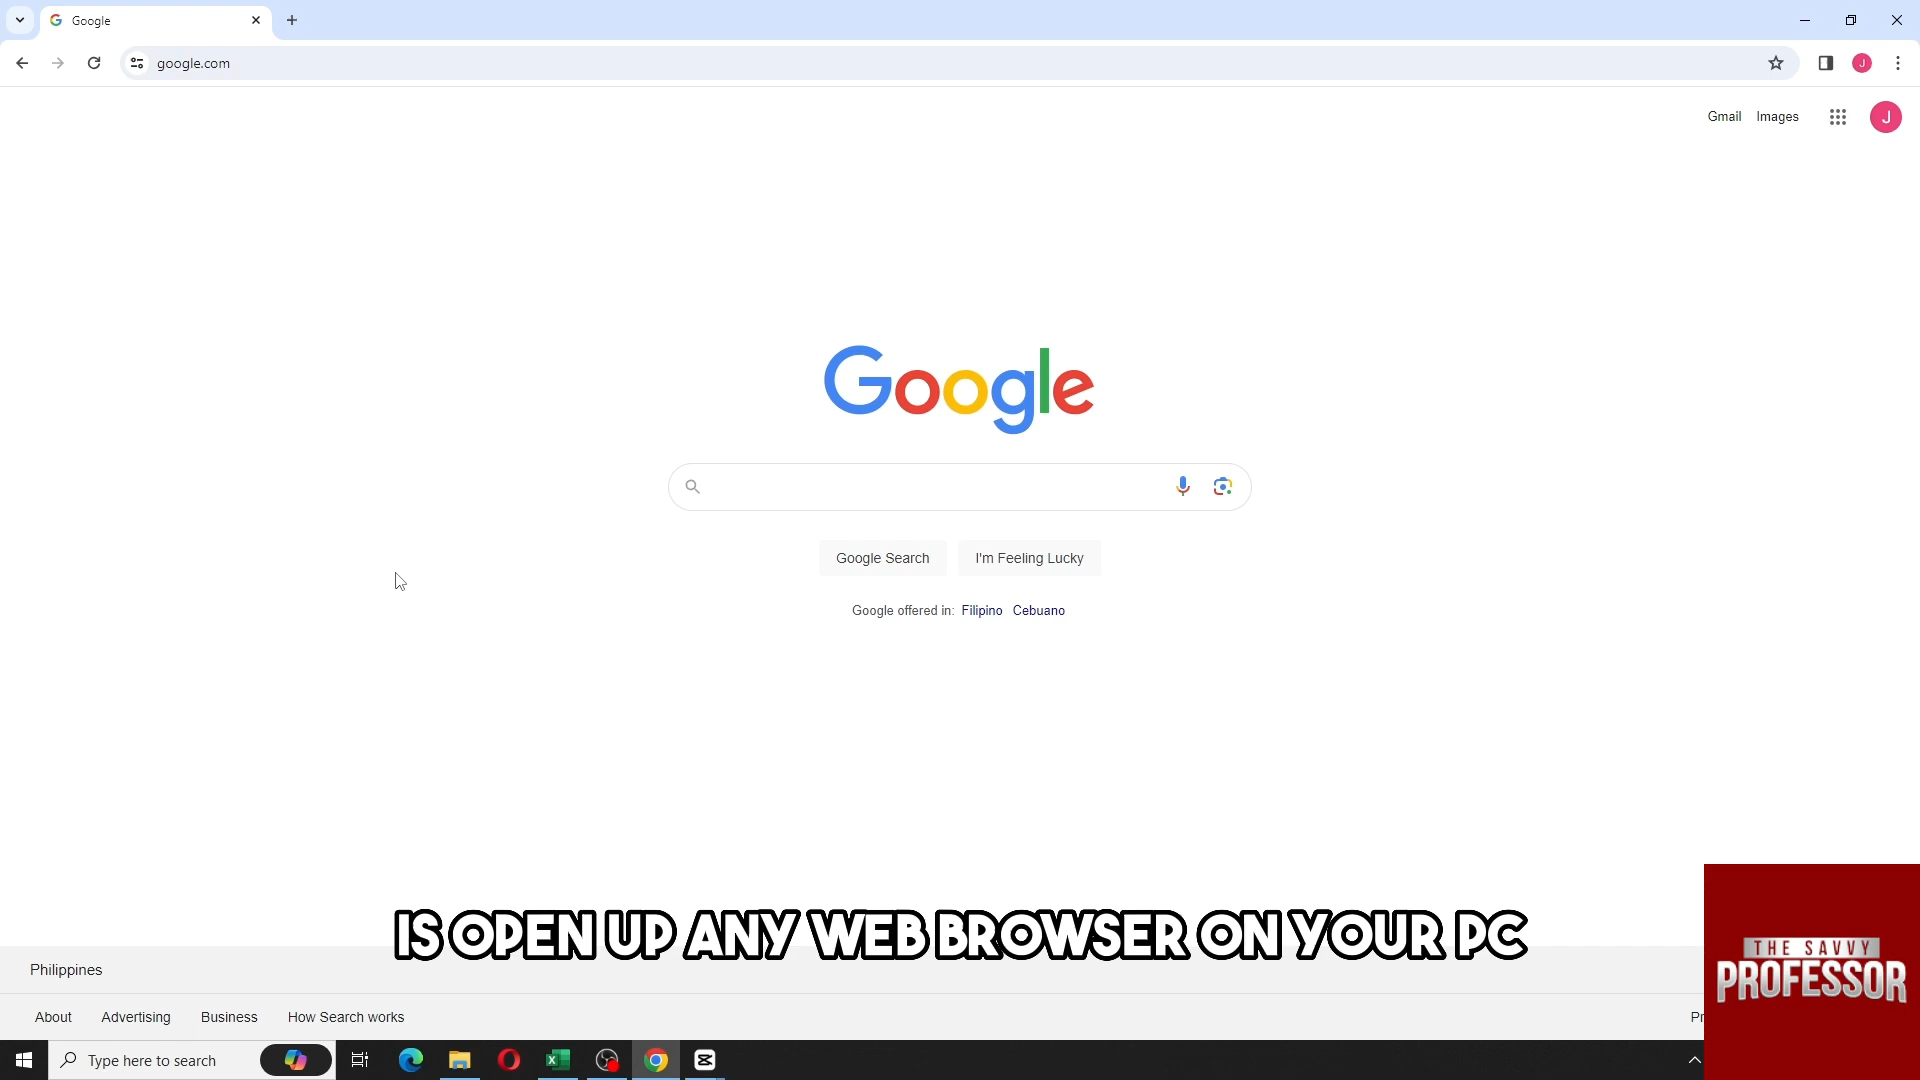 Google
google.com
Gmail Images
J
J
Google
Google Search I'm Feeling Lucky
Google offered in: Filipino Cebuano
IS OPEN UP ANY WEB BROWSER ON YOUR PC
Philippines
About Advertising Business How Search works
THE SAVVY
PROFESSOR
Type here to search